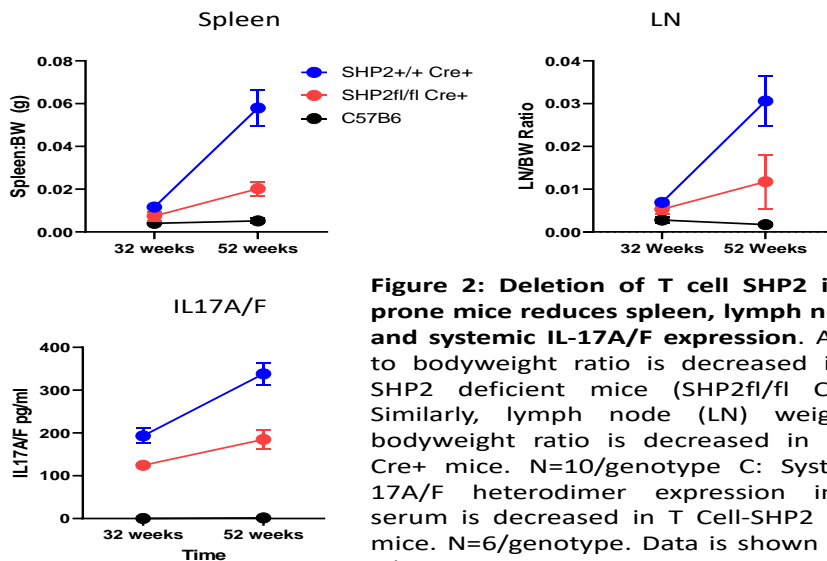 Spleen
0.08
0.06
0.04
0.02
0.00
Spleen:BW (g)
32 weeks 52 weeks
SHP2+/+ Cre+
SHP2fl/fl Cre+
C57B6
LN
0.04
0.03
0.02
0.01
0.00
LN/BW Ratio
32 Weeks 52 Weeks
IL17A/F
400
300
200
100
0
IL17A/F pg/ml
32 weeks 52 weeks
Time
Figure 2: Deletion of T cell SHP2 i
prone mice reduces spleen, lymph n
and systemic IL-17A/F expression. A
to bodyweight ratio is decreased i
SHP2 deficient mice (SHP2fl/fl C
Similarly, lymph node (LN) weig
bodyweight ratio is decreased in
Cre+ mice. N=10/genotype C: Syst
17A/F heterodimer expression in
serum is decreased in T Cell-SHP2
mice. N=6/genotype. Data is shown